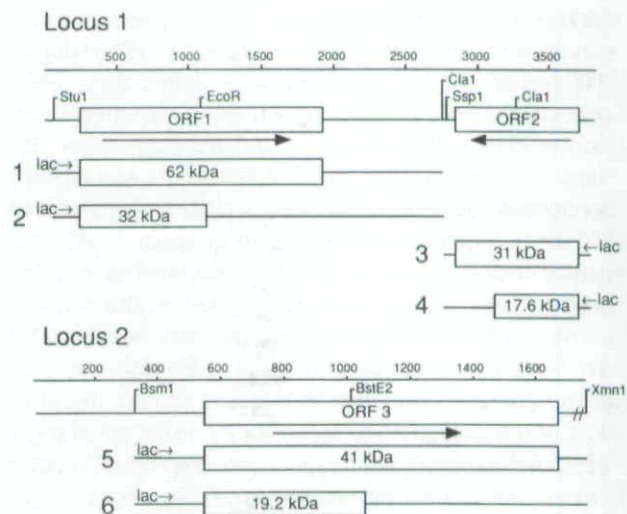 Locus 1
500 1000 1500 2000 2500 3000 3500
Stu1 EcoR Cla1
Ssp1 Cla1
ORF1 ORF2
1 lac→ 62 kDa
2 lac→ 32 kDa
3 31 kDa ←lac
4 17.6 kDa ←lac
Locus 2
200 400 600 800 1000 1200 1400 1600
Bsm1 BstE2 Xmn1
ORF 3
5 lac→ 41 kDa
6 lac→ 19.2 kDa